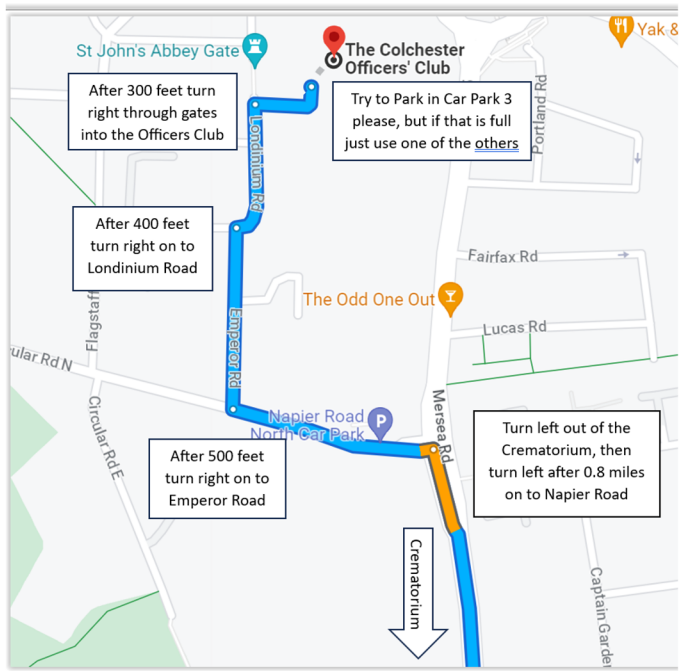 St John's Abbey Gate
The Colchester
Officers' Club
Yak &
After 300 feet turn
right through gates
into the Officers Club
Try to Park in Car Park 3
please, but if that is full
just use one of the others
Portland Rd
Londinium Rd
After 400 feet
turn right on to
Londinium Road
Fairfax Rd
The Odd One Out
Lucas Rd
Flagstaff
Emperor Rd
ular Rd N
Mersea Rd
Napier Road
North Car Park
P
Circular Rd E
After 500 feet
turn right on to
Emperor Road
Turn left out of the
Crematorium, then
turn left after 0.8 miles
on to Napier Road
Crematorium
Captain Garden